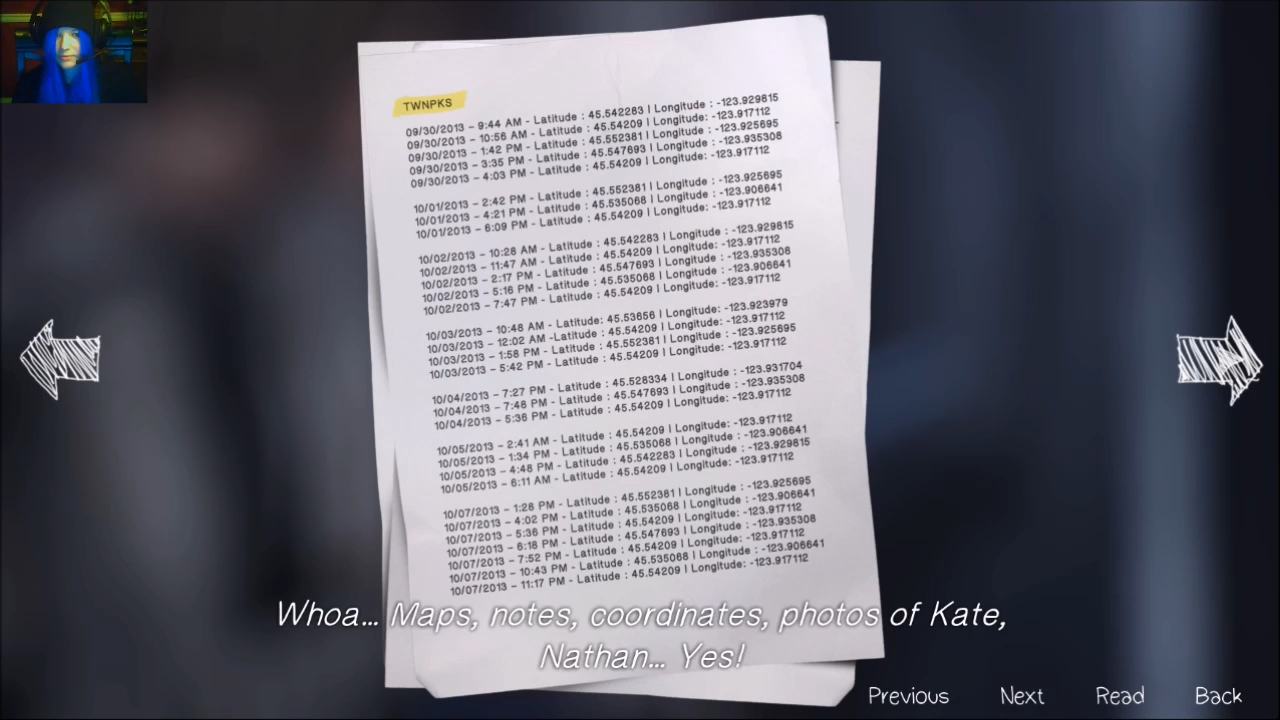 TWNPKS
09/30/2013 - 9:44 AM - Latitude : 45.542283 | Longitude : -123.929815
09/30/2013 - 10:56 AM - Latitude : 45.54209 | Longitude: -123.917112
09/30/2013 - 1:42 PM - Latitude : 45.552381 | Longitude : -123.925695
09/30/2013 - 3:35 PM - Latitude : 45.547693 | Longitude : -123.935308
09/30/2013 - 4:03 PM - Latitude : 45.54209 | Longitude: -123.917112
10/01/2013 - 2:42 PM - Latitude : 45.552381 | Longitude : -123.925695
10/01/2013 - 4:21 PM - Latitude : 45.535068 | Longitude : -123.906641
10/01/2013 - 6:09 PM - Latitude : 45.54209 | Longitude: -123.917112
10/02/2013 - 10:28 AM - Latitude : 45.542283 | Longitude : -123.929815
10/02/2013 - 11:47 AM - Latitude : 45.54209 | Longitude: -123.917112
10/02/2013 - 2:17 PM - Latitude : 45.547693 | Longitude : -123.935308
10/02/2013 - 5:16 PM - Latitude : 45.535068 | Longitude : -123.906641
10/02/2013 - 7:47 PM - Latitude : 45.54209 | Longitude: -123.917112
10/03/2013 - 10:48 AM - Latitude: 45.53656 | Longitude: -123.923979
10/03/2013 - 12:02 AM -Latitude : 45.54209 | Longitude: -123.917112
10/03/2013 - 1:58 PM - Latitude : 45.552381 | Longitude : -123.925695
10/03/2013 - 5:42 PM - Latitude : 45.54209 | Longitude: -123.917112
10/04/2013 - 7:27 PM - Latitude : 45.528334 | Longitude : -123.931704
10/04/2013 - 7:48 PM - Latitude : 45.547693 | Longitude : -123.935308
10/04/2013 - 5:36 PM - Latitude : 45.54209 | Longitude: -123.917112
10/05/2013 - 2:41 AM - Latitude : 45.54209 | Longitude: -123.917112
10/05/2013 - 1:34 PM - Latitude : 45.535068 | Longitude : -123.906641
10/05/2013 - 4:48 PM - Latitude : 45.542283 | Longitude : -123.929815
10/05/2013 - 6:11 AM - Latitude : 45.54209 | Longitude: -123.917112
10/07/2013 - 1:28 PM - Latitude : 45.552381 | Longitude : -123.925695
10/07/2013 - 4:02 PM - Latitude : 45.535068 | Longitude : -123.906641
10/07/2013 - 5:36 PM - Latitude : 45.54209 | Longitude: -123.917112
10/07/2013 - 6:18 PM - Latitude : 45.547693 | Longitude : -123.935308
10/07/2013 - 7:52 PM - Latitude : 45.54209 | Longitude: -123.917112
10/07/2013 - 10:43 PM - Latitude : 45.535068 | Longitude : -123.906641
10/07/2013 - 11:17 PM - Latitude : 45.54209 | Longitude: -123.917112
Whoa... Maps, notes, coordinates, photos of Kate,
Nathan... Yes!
Previous Next Read Back